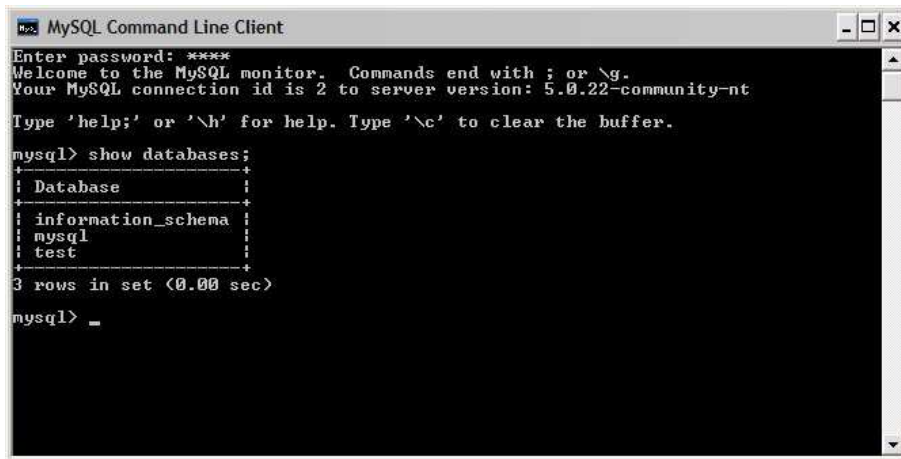 MySQL Command Line Client
Enter password: ****
Welcome to the MySQL monitor.  Commands end with ; or \g.
Your MySQL connection id is 2 to server version: 5.0.22-community-nt
Type 'help;' or '\h' for help. Type '\c' to clear the buffer.
mysql> show databases;
+--------------------+
| Database           |
+--------------------+
| information_schema |
| mysql              |
| test               |
+--------------------+
3 rows in set (0.00 sec)
mysql> _